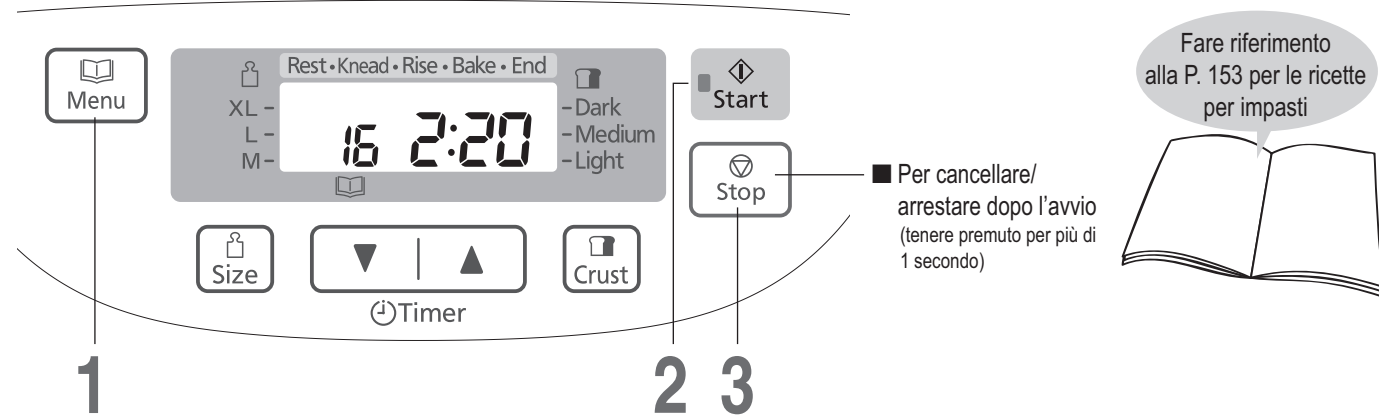 Menu
Rest • Knead • Rise • Bake • End
XL –
L –
M –
16 2:20
– Dark
– Medium
– Light
Start
Stop
Size
▼ | ▲
Timer
Crust
1
2
3
■ Per cancellare/
arrestare dopo l'avvio
(tenere premuto per più di
1 secondo)
Fare riferimento
alla P. 153 per le ricette
per impasti